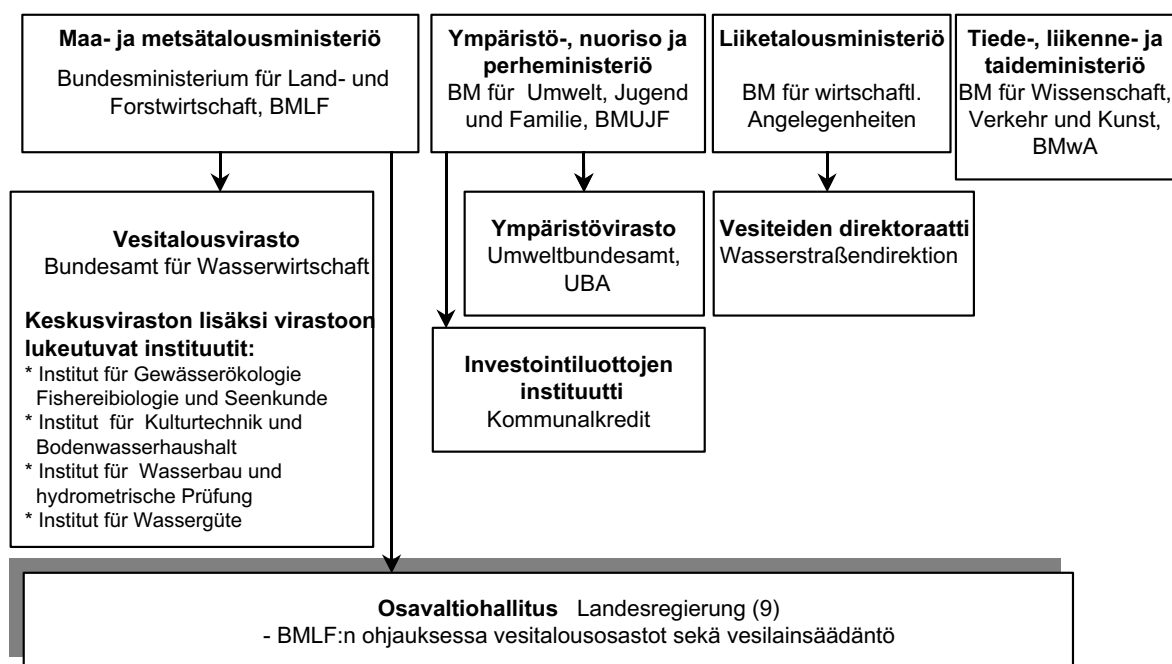 Maa- ja metsätalousministeriö
Bundesministerium für Land- und
Forstwirtschaft, BMLF
Ympäristö-, nuoriso ja
perheministeriö
BM für Umwelt, Jugend
und Familie, BMUJF
Liiketalousministeriö
BM für wirtschaftl.
Angelegenheiten
Tiede-, liikenne- ja
taideministeriö
BM für Wissenschaft,
Verkehr und Kunst,
BMwA
Vesitalousvirasto
Bundesamt für Wasserwirtschaft
Keskusviraston lisäksi virastoon
lukeutuvat instituutit:
* Institut für Gewässerökologie
Fishereibiologie und Seenkunde
* Institut für Kulturtechnik und
Bodenwasserhaushalt
* Institut für Wasserbau und
hydrometrische Prüfung
* Institut für Wassergüte
Ympäristövirasto
Umweltbundesamt,
UBA
Vesiteiden direktoraatti
Wasserstraßendirektion
Investointiluottojen
instituutti
Kommunalkredit
Osavaltiohallitus Landesregierung (9)
- BMLF:n ohjauksessa vesitalousosastot sekä vesilainsäädäntö